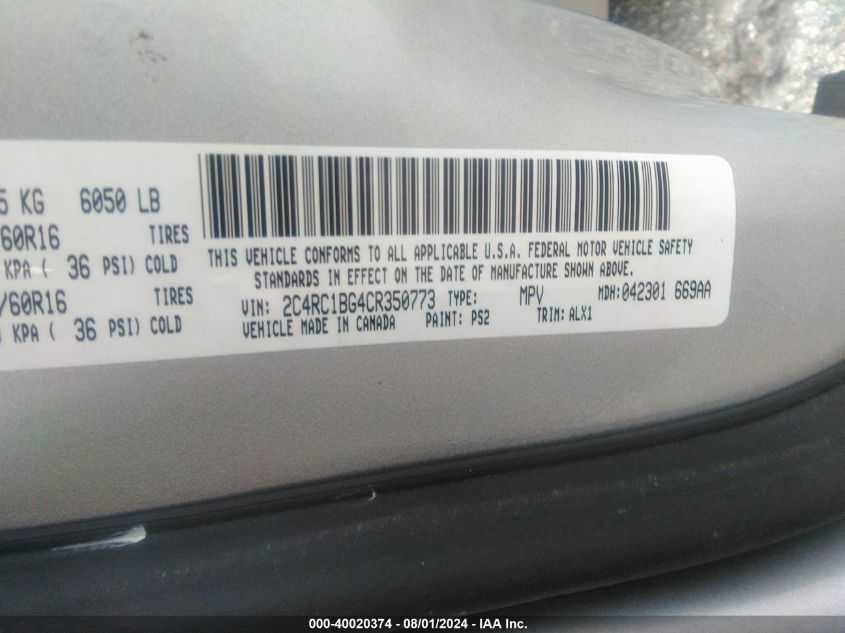 5 KG 6050 LB
60R16 TIRES
KPA ( 36 PSI) COLD
/60R16 TIRES
KPA ( 36 PSI) COLD
THIS VEHICLE CONFORMS TO ALL APPLICABLE U.S.A. FEDERAL MOTOR VEHICLE SAFETY
STANDARDS IN EFFECT ON THE DATE OF MANUFACTURE SHOWN ABOVE.
VIN: 2C4RC1BG4CR350773 TYPE: MPV MDH:042301 669AA
VEHICLE MADE IN CANADA PAINT: PS2 TRIM: ALX1
000-40020374 - 08/01/2024 - IAA Inc.